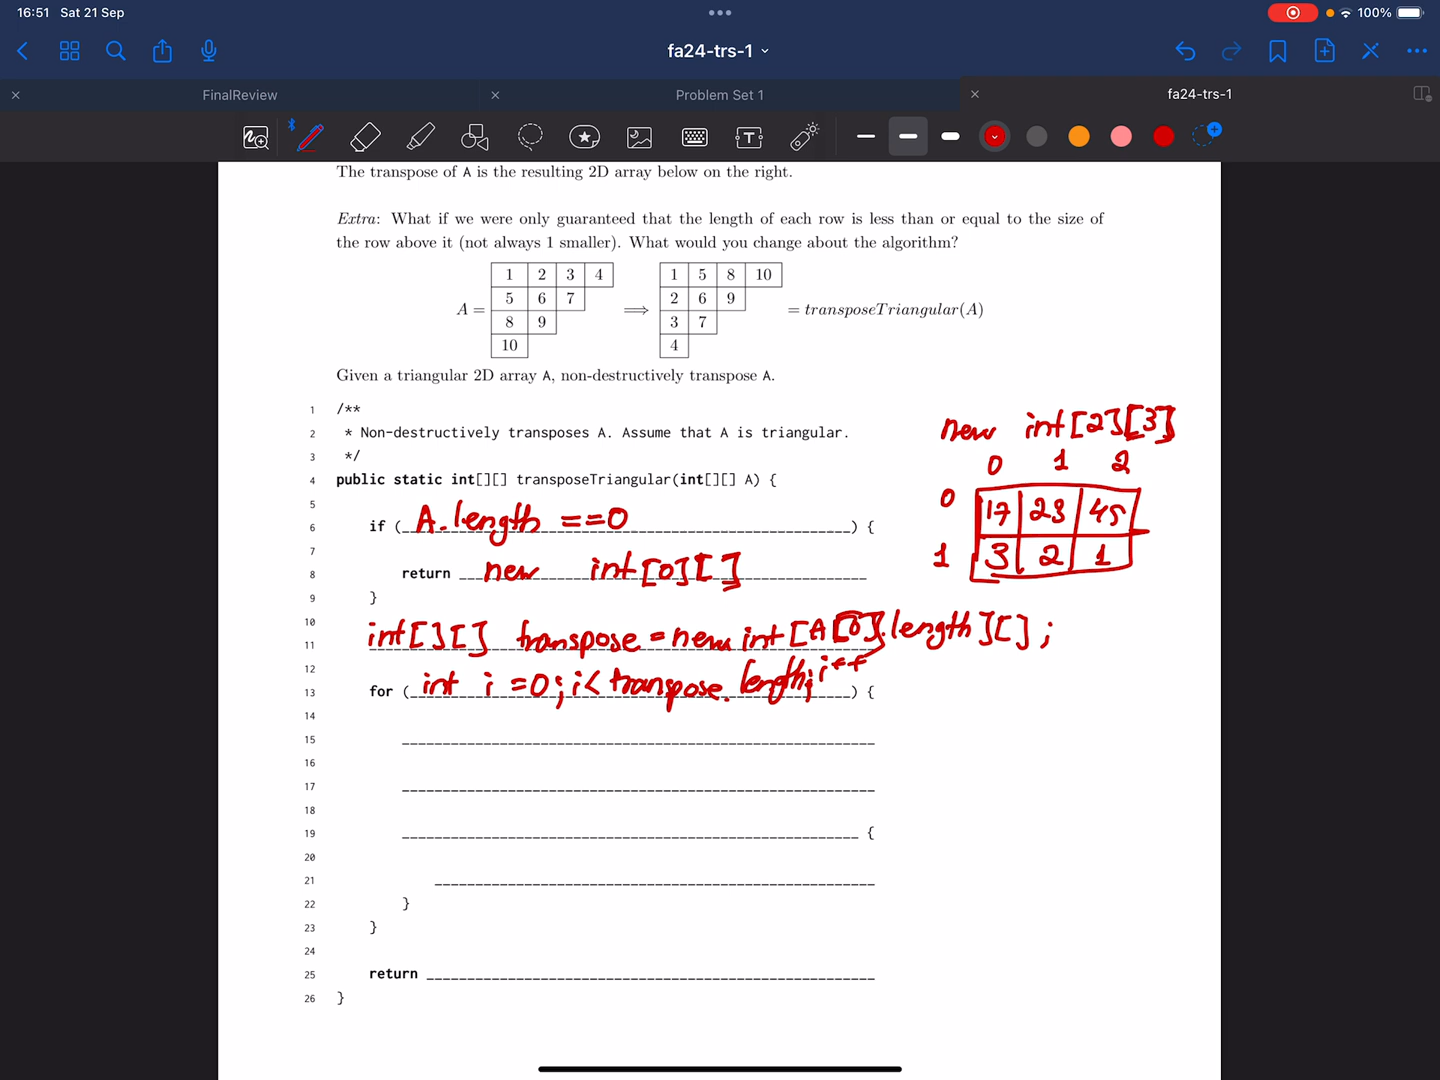 16:51 Sat 21 Sep
100%
fa24-trs-1
FinalReview
Problem Set 1
fa24-trs-1
The transpose of A is the resulting 2D array below on the right.
Extra: What if we were only guaranteed that the length of each row is less than or equal to the size of
the row above it (not always 1 smaller). What would you change about the algorithm?
1 2 3 4
5 6 7
8 9
10
A =
⟹
1 5 8 10
2 6 9
3 7
4
= transposeTriangular(A)
Given a triangular 2D array A, non-destructively transpose A.
1 /**
2 * Non-destructively transposes A. Assume that A is triangular.
3 */
4 public static int[][] transposeTriangular(int[][] A) {
5
6 if ( A.length ==0 ) {
7
8 return new int[0][]
9 }
10
11 int[][] transpose = new int[A[0].length][];
12
13 for ( int i =0; i< transpose.length; i++ ) {
14
15
16
17
18
19 {
20
21
22 }
23 }
24
25 return
26 }
new int[2][3]
0 1 2
0 17 23 45
1 3 2 1